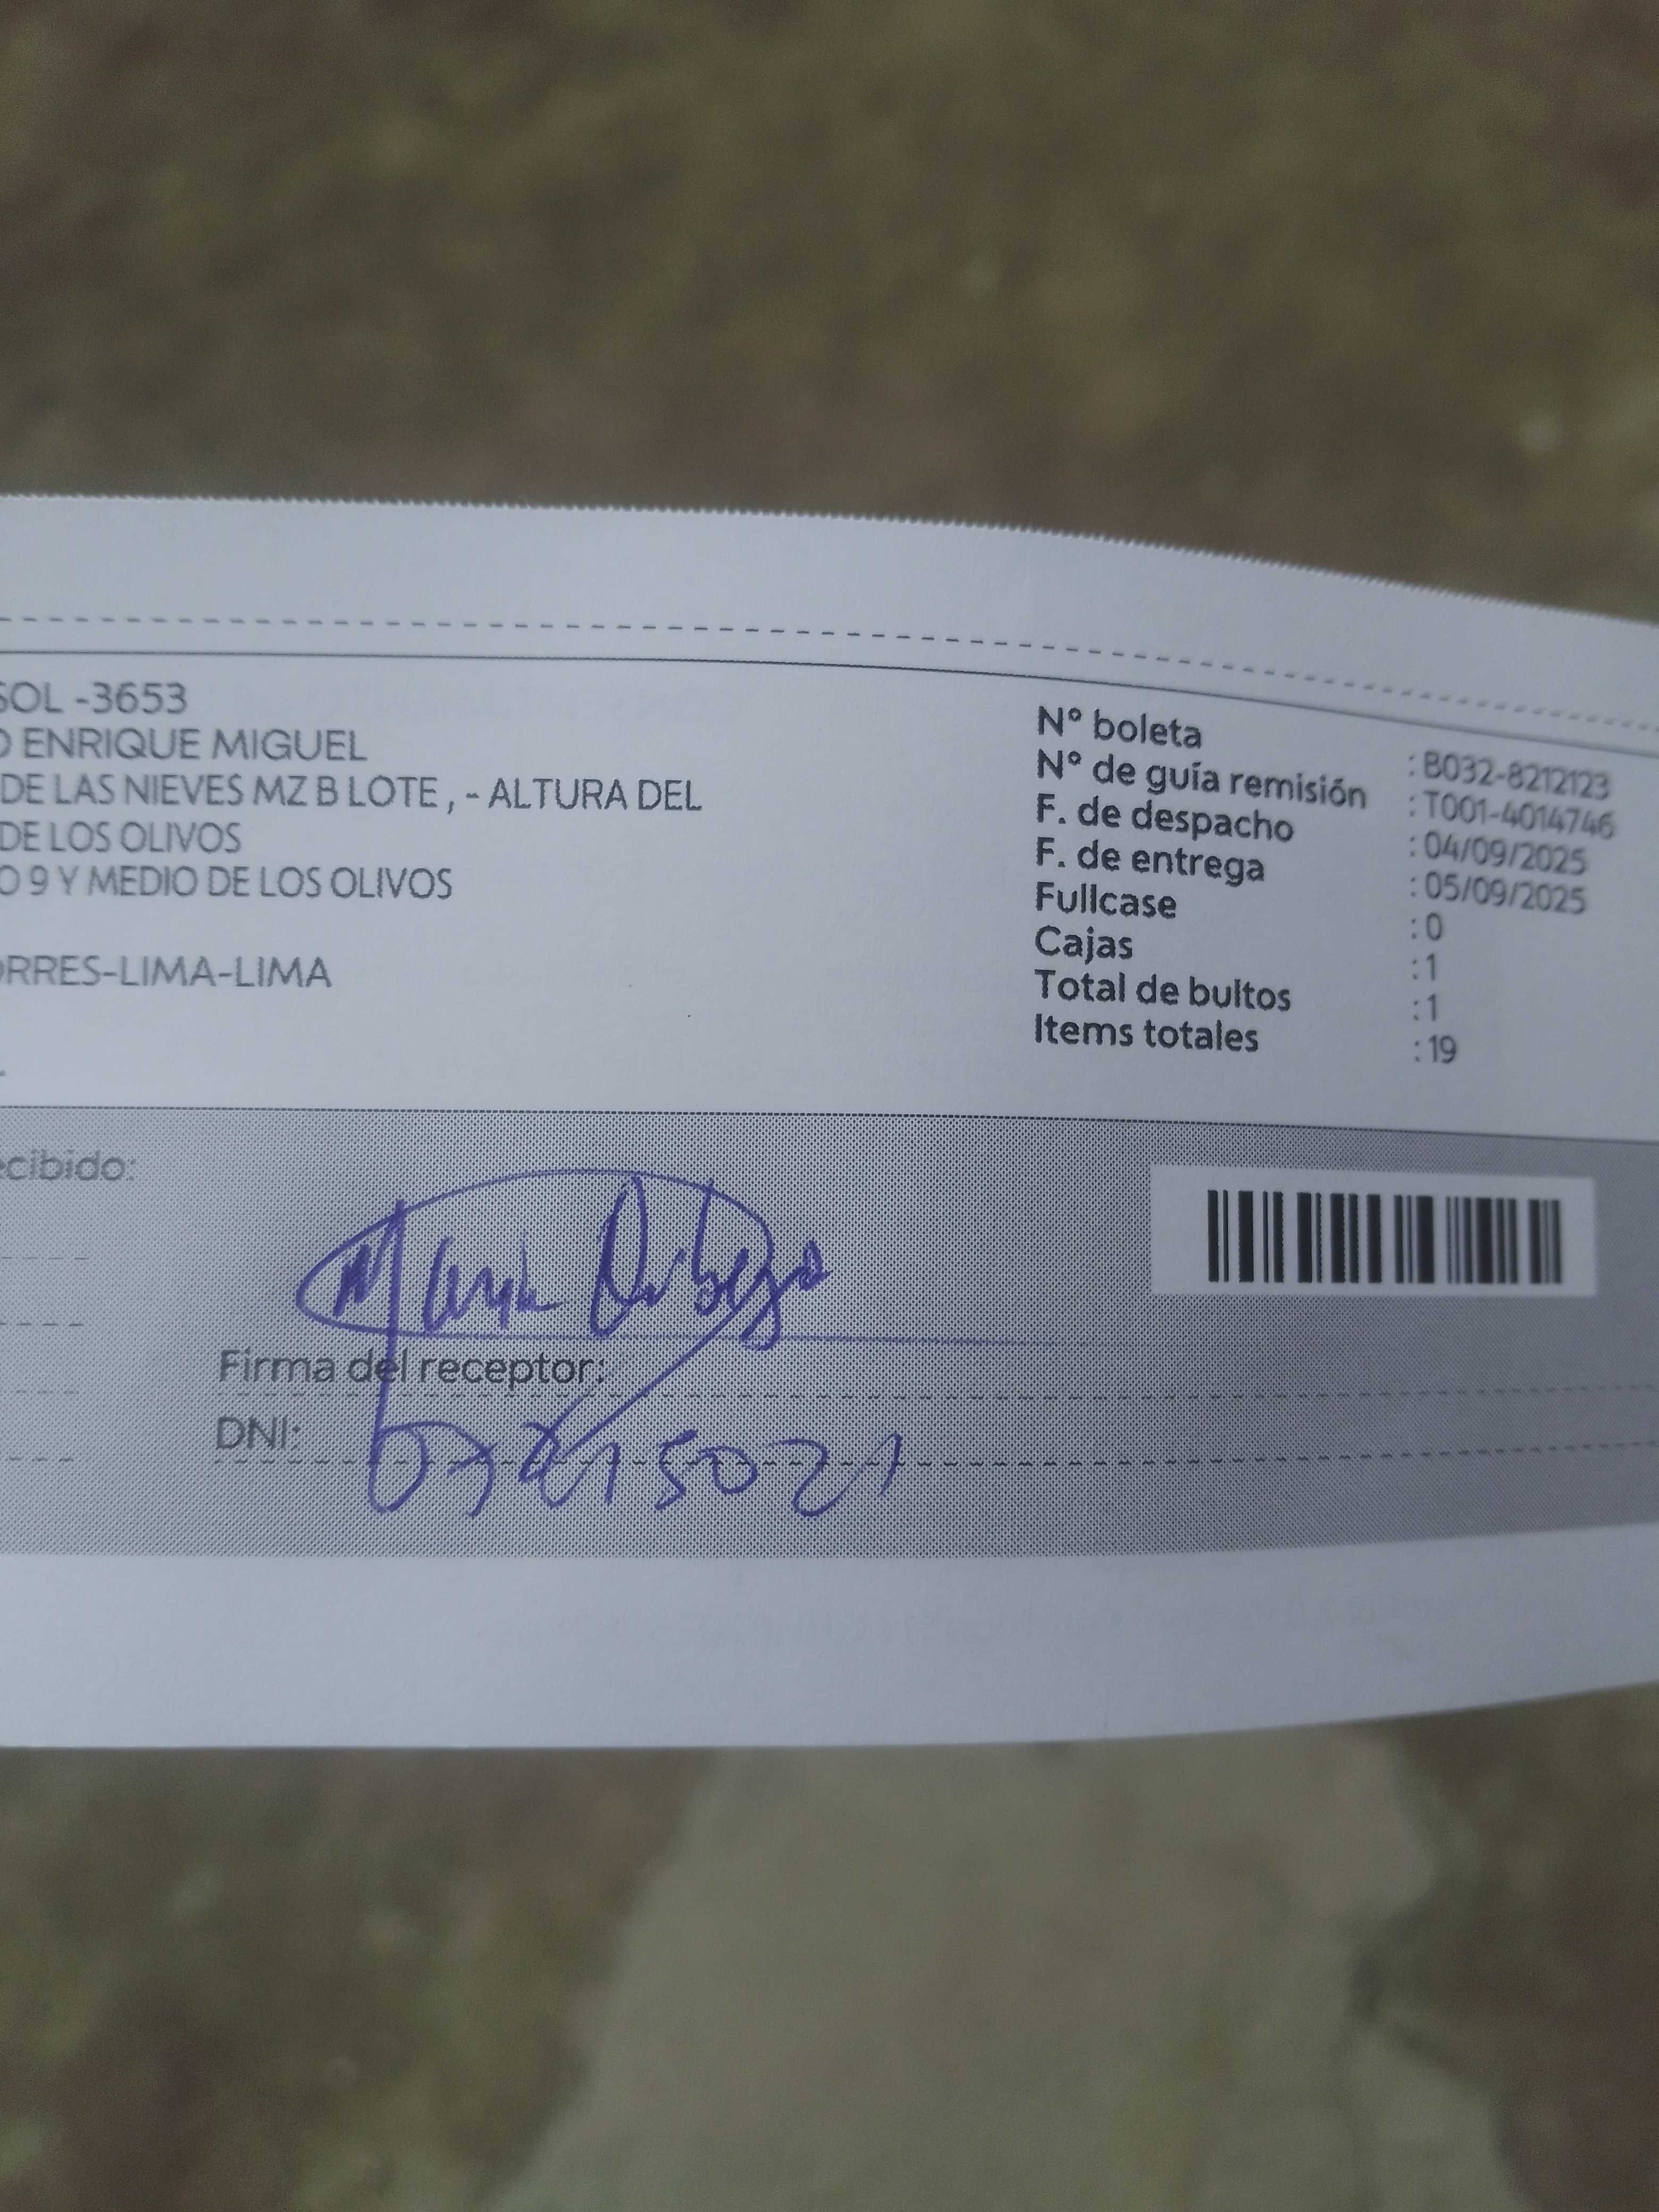 SOL -3653
O ENRIQUE MIGUEL
DE LAS NIEVES MZ B LOTE , - ALTURA DEL
DE LOS OLIVOS
O 9 Y MEDIO DE LOS OLIVOS
ORRES-LIMA-LIMA
N° boleta : B032-8212123
N° de guía remisión : T001-4014746
F. de despacho : 04/09/2025
F. de entrega : 05/09/2025
Fullcase : 0
Cajas : 1
Total de bultos : 1
Items totales : 19
ecibido:
Firma del receptor:
DNI: